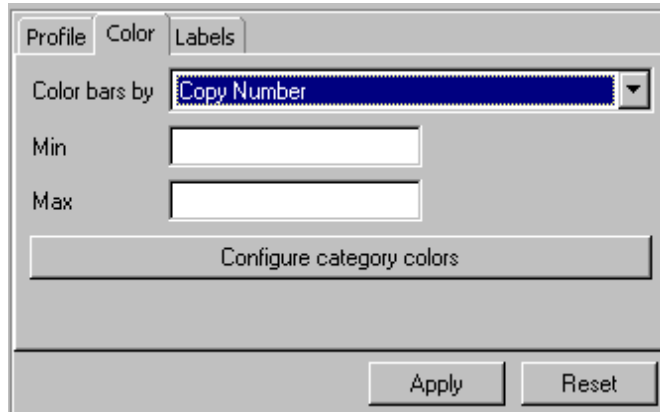 Profile Color Labels
Color bars by Copy Number
Min
Max
Configure category colors
Apply Reset